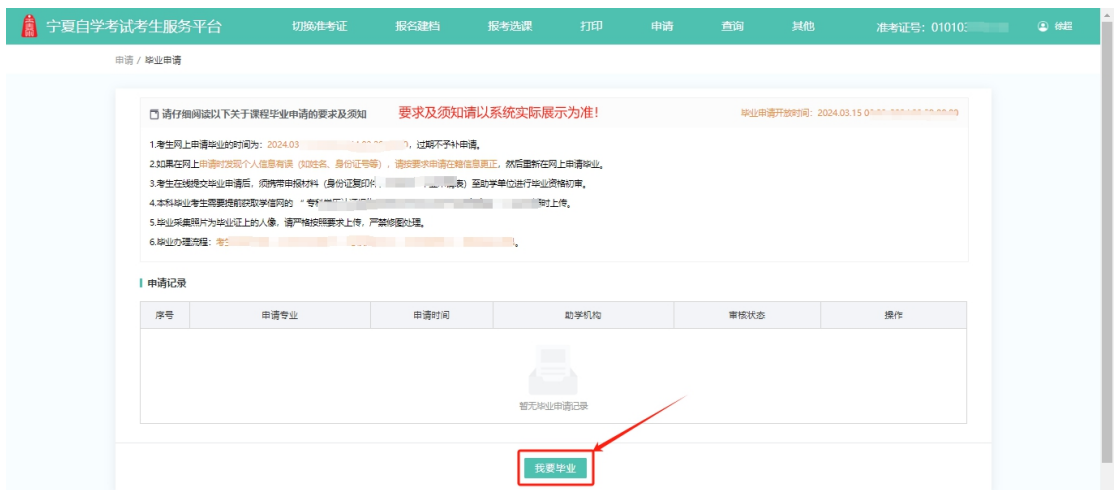 宁夏自学考试考生服务平台 切换准考证 报名建档 报考选课 打印 申请 查询 其他 准考证号：01010
申请 / 毕业申请
请仔细阅读以下关于课程毕业申请的要求及须知 要求及须知请以系统实际展示为准！ 毕业申请开放时间：2024.03.15
1.考生网上申请毕业的时间为：2024.03 ，过期不予补申请。
2.如果在网上申请时发现个人信息有误（如姓名、身份证号等），请按要求申请在籍信息更正，然后重新在网上申请毕业。
3.考生在线提交毕业申请后，须携带申报材料（身份证复印件、 表）至助学单位进行毕业资格初审。
4.本科毕业考生需要提前获取学信网的 “ 专科 时上传。
5.毕业采集照片为毕业证上的人像，请严格按照要求上传，严禁修图处理。
6.毕业办理流程：考 。
申请记录
序号 申请专业 申请时间 助学机构 审核状态 操作
暂无毕业申请记录
我要毕业